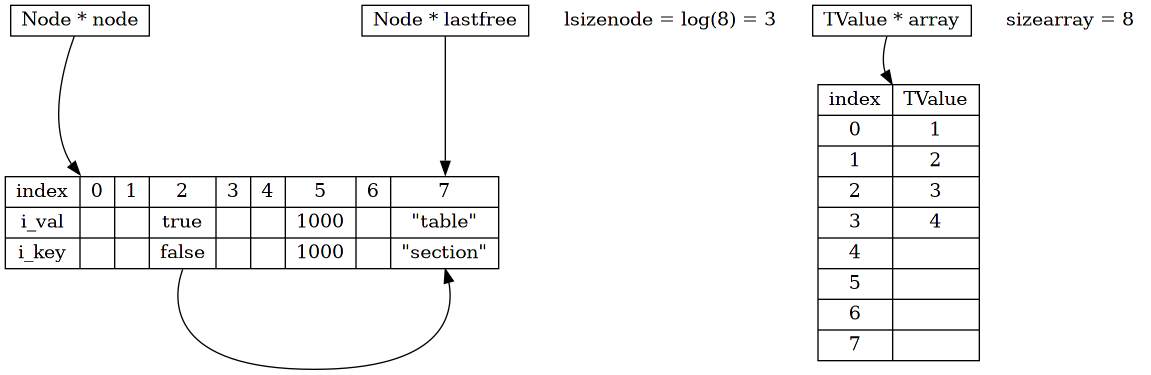 Node * node
Node * lastfree
lsizenode = log(8) = 3
TValue * array
sizearray = 8
index 0 1 2 3 4 5 6 7
i_val true 1000 "table"
i_key false 1000 "section"
index TValue
0 1
1 2
2 3
3 4
4
5
6
7